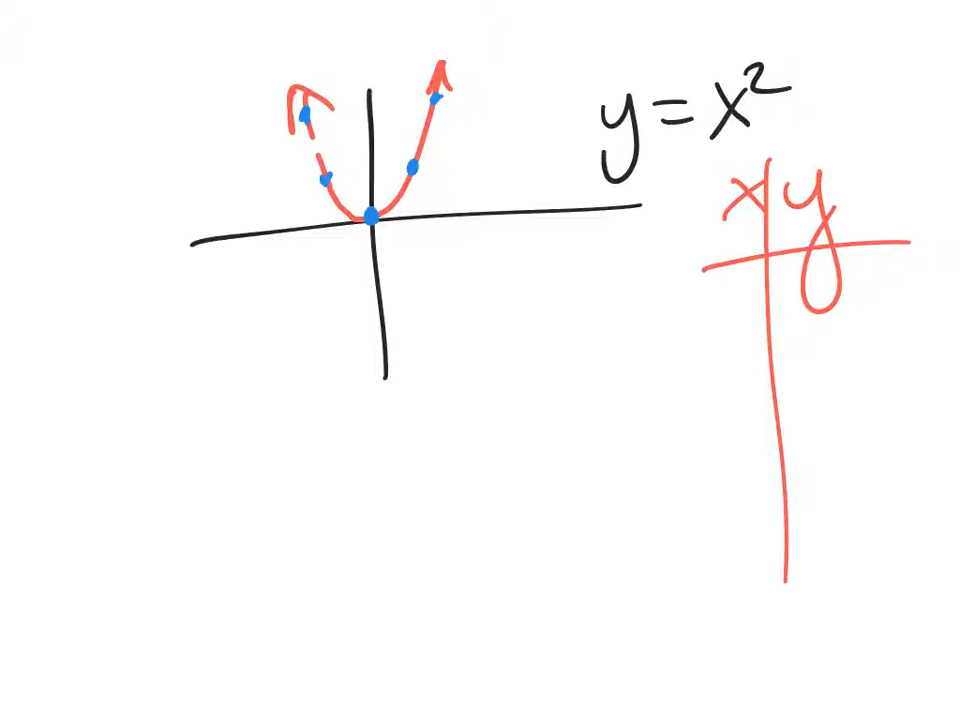 y = x²
x y